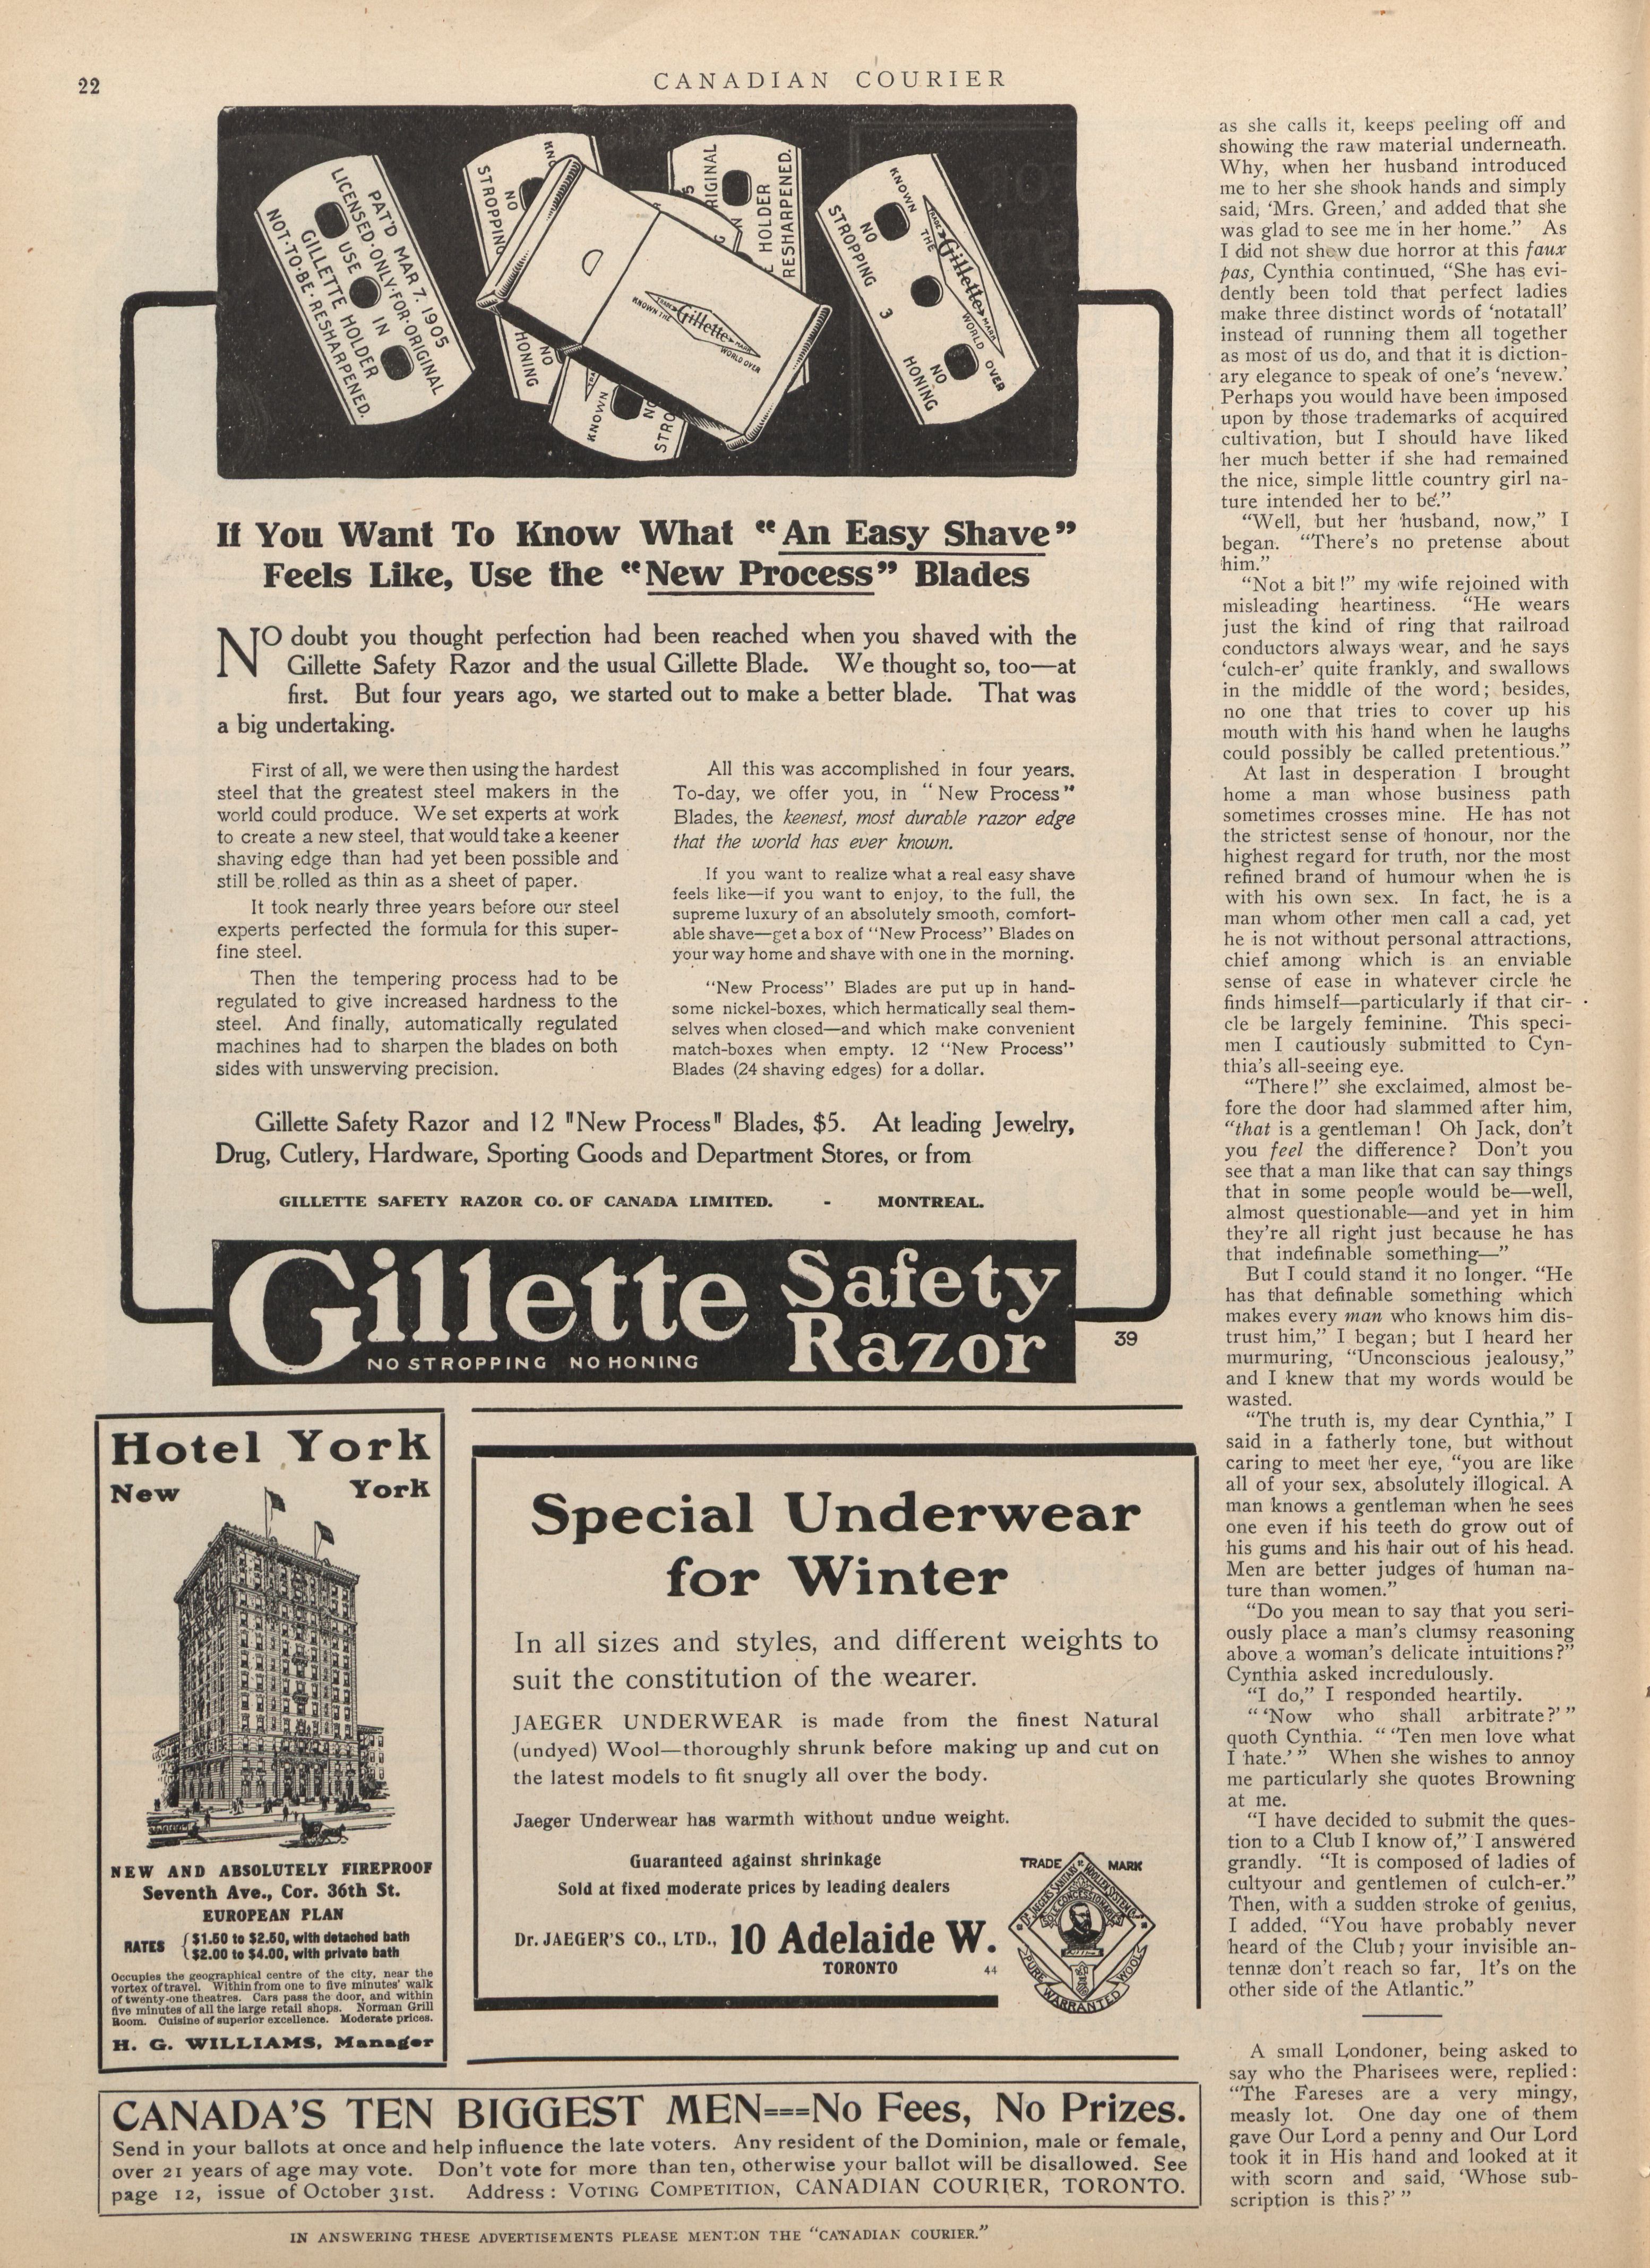 22
CANADIAN COURIER
PAT'D MAR 7. 1905
LICENSED·ONLY·FOR·ORIGINAL
USE IN
GILLETTE HOLDER
NOT·TO·BE·RESHARPENED.
KNO
NO
STROPPING
NO
HONING
RIGINAL
HOLDER
RESHARPENED.
KNOWN THE
TRADE Gillette MARK
WORLD OVER
KNOWN
NO
STRO
KNOWN THE
TRADE Gillette MARK
WORLD OVER
NO
STROPPING
3
NO
HONING
If You Want To Know What "An Easy Shave"
Feels Like, Use the "New Process" Blades
NO doubt you thought perfection had been reached when you shaved with the
Gillette Safety Razor and the usual Gillette Blade. We thought so, too—at
first. But four years ago, we started out to make a better blade. That was
a big undertaking.
First of all, we were then using the hardest
steel that the greatest steel makers in the
world could produce. We set experts at work
to create a new steel, that would take a keener
shaving edge than had yet been possible and
still be rolled as thin as a sheet of paper.
It took nearly three years before our steel
experts perfected the formula for this super-
fine steel.
Then the tempering process had to be
regulated to give increased hardness to the
steel. And finally, automatically regulated
machines had to sharpen the blades on both
sides with unswerving precision.
All this was accomplished in four years.
To-day, we offer you, in "New Process"
Blades, the keenest, most durable razor edge
that the world has ever known.
If you want to realize what a real easy shave
feels like—if you want to enjoy, to the full, the
supreme luxury of an absolutely smooth, comfort-
able shave—get a box of "New Process" Blades on
your way home and shave with one in the morning.
"New Process" Blades are put up in hand-
some nickel-boxes, which hermatically seal them-
selves when closed—and which make convenient
match-boxes when empty. 12 "New Process"
Blades (24 shaving edges) for a dollar.
Gillette Safety Razor and 12 "New Process" Blades, $5. At leading Jewelry,
Drug, Cutlery, Hardware, Sporting Goods and Department Stores, or from
GILLETTE SAFETY RAZOR CO. OF CANADA LIMITED. - MONTREAL.
Gillette Safety
Razor
NO STROPPING NO HONING
39
Hotel York
New York
NEW AND ABSOLUTELY FIREPROOF
Seventh Ave., Cor. 36th St.
EUROPEAN PLAN
RATES { $1.50 to $2.50, with detached bath
$2.00 to $4.00, with private bath
Occupies the geographical centre of the city, near the
vortex of travel. Within from one to five minutes' walk
of twenty-one theatres. Cars pass the door, and within
five minutes of all the large retail shops. Norman Grill
Room. Cuisine of superior excellence. Moderate prices.
H. G. WILLIAMS, Manager
Special Underwear
for Winter
In all sizes and styles, and different weights to
suit the constitution of the wearer.
JAEGER UNDERWEAR is made from the finest Natural
(undyed) Wool—thoroughly shrunk before making up and cut on
the latest models to fit snugly all over the body.
Jaeger Underwear has warmth without undue weight.
Guaranteed against shrinkage
Sold at fixed moderate prices by leading dealers
Dr. JAEGER'S CO., LTD., 10 Adelaide W.
TORONTO
44
TRADE MARK
DR JAEGERS SANITARY WOOLLEN SYSTEM Co
SOLE CONCESSIONARIES
PURE WOOL
WARRANTED
CANADA'S TEN BIGGEST MEN===No Fees, No Prizes.
Send in your ballots at once and help influence the late voters. Any resident of the Dominion, male or female,
over 21 years of age may vote. Don't vote for more than ten, otherwise your ballot will be disallowed. See
page 12, issue of October 31st. Address: VOTING COMPETITION, CANADIAN COURIER, TORONTO.
IN ANSWERING THESE ADVERTISEMENTS PLEASE MENTION THE "CANADIAN COURIER."
as she calls it, keeps peeling off and
showing the raw material underneath.
Why, when her husband introduced
me to her she shook hands and simply
said, 'Mrs. Green,' and added that she
was glad to see me in her home." As
I did not show due horror at this faux
pas, Cynthia continued, "She has evi-
dently been told that perfect ladies
make three distinct words of 'notatall'
instead of running them all together
as most of us do, and that it is diction-
ary elegance to speak of one's 'nevew.'
Perhaps you would have been imposed
upon by those trademarks of acquired
cultivation, but I should have liked
her much better if she had remained
the nice, simple little country girl na-
ture intended her to be."
"Well, but her husband, now," I
began. "There's no pretense about
him."
"Not a bit!" my wife rejoined with
misleading heartiness. "He wears
just the kind of ring that railroad
conductors always wear, and he says
'culch-er' quite frankly, and swallows
in the middle of the word; besides,
no one that tries to cover up his
mouth with his hand when he laughs
could possibly be called pretentious."
At last in desperation I brought
home a man whose business path
sometimes crosses mine. He has not
the strictest sense of honour, nor the
highest regard for truth, nor the most
refined brand of humour when he is
with his own sex. In fact, he is a
man whom other men call a cad, yet
he is not without personal attractions,
chief among which is an enviable
sense of ease in whatever circle he
finds himself—particularly if that cir-
cle be largely feminine. This speci-
men I cautiously submitted to Cyn-
thia's all-seeing eye.
"There!" she exclaimed, almost be-
fore the door had slammed after him,
"that is a gentleman! Oh Jack, don't
you feel the difference? Don't you
see that a man like that can say things
that in some people would be—well,
almost questionable—and yet in him
they're all right just because he has
that indefinable something—"
But I could stand it no longer. "He
has that definable something which
makes every man who knows him dis-
trust him," I began; but I heard her
murmuring, "Unconscious jealousy,"
and I knew that my words would be
wasted.
"The truth is, my dear Cynthia," I
said in a fatherly tone, but without
caring to meet her eye, "you are like
all of your sex, absolutely illogical. A
man knows a gentleman when he sees
one even if his teeth do grow out of
his gums and his hair out of his head.
Men are better judges of human na-
ture than women."
"Do you mean to say that you seri-
ously place a man's clumsy reasoning
above a woman's delicate intuitions?"
Cynthia asked incredulously.
"I do," I responded heartily.
"'Now who shall arbitrate?'"
quoth Cynthia. "'Ten men love what
I hate.'" When she wishes to annoy
me particularly she quotes Browning
at me.
"I have decided to submit the ques-
tion to a Club I know of," I answered
grandly. "It is composed of ladies of
cultyour and gentlemen of culch-er."
Then, with a sudden stroke of genius,
I added, "You have probably never
heard of the Club; your invisible an-
tennæ don't reach so far, It's on the
other side of the Atlantic."
A small Londoner, being asked to
say who the Pharisees were, replied:
"The Fareses are a very mingy,
measly lot. One day one of them
gave Our Lord a penny and Our Lord
took it in His hand and looked at it
with scorn and said, 'Whose sub-
scription is this?'"